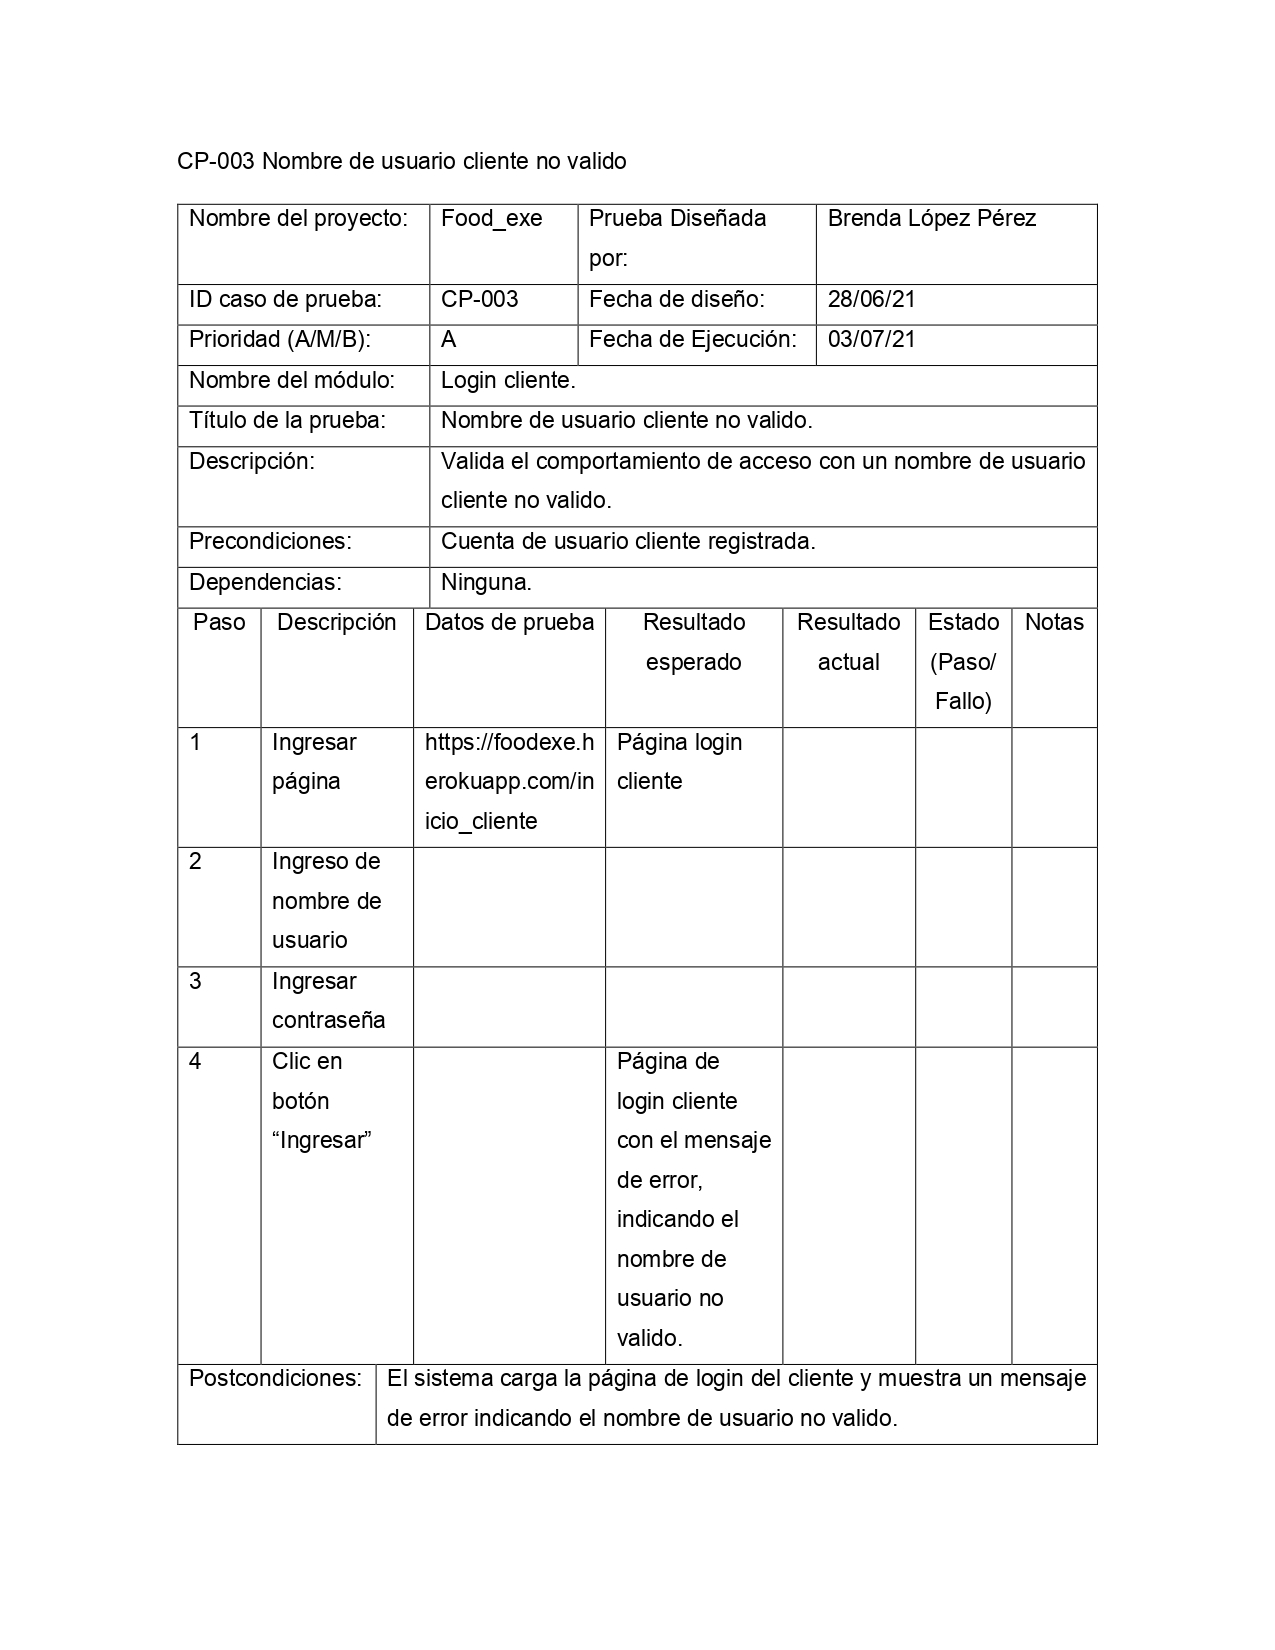 CP-003 Nombre de usuario cliente no valido
Nombre del proyecto: Food_exe Prueba Diseñada por: Brenda López Pérez
ID caso de prueba: CP-003 Fecha de diseño: 28/06/21
Prioridad (A/M/B): A Fecha de Ejecución: 03/07/21
Nombre del módulo: Login cliente.
Título de la prueba: Nombre de usuario cliente no valido.
Descripción: Valida el comportamiento de acceso con un nombre de usuario
cliente no valido.
Precondiciones: Cuenta de usuario cliente registrada.
Dependencias: Ninguna.
Paso Descripción Datos de prueba Resultado esperado Resultado actual Estado (Paso/ Fallo) Notas
1
Ingresar
página
https://foodexe.h
erokuapp.com/in
icio_cliente
Página login
cliente
2
Ingreso de
nombre de
usuario
3
Ingresar
contraseña
4
Clic en
botón
“Ingresar”
Página de
login cliente
con el mensaje
de error,
indicando el
nombre de
usuario no
valido.
Postcondiciones: El sistema carga la página de login del cliente y muestra un mensaje
de error indicando el nombre de usuario no valido.